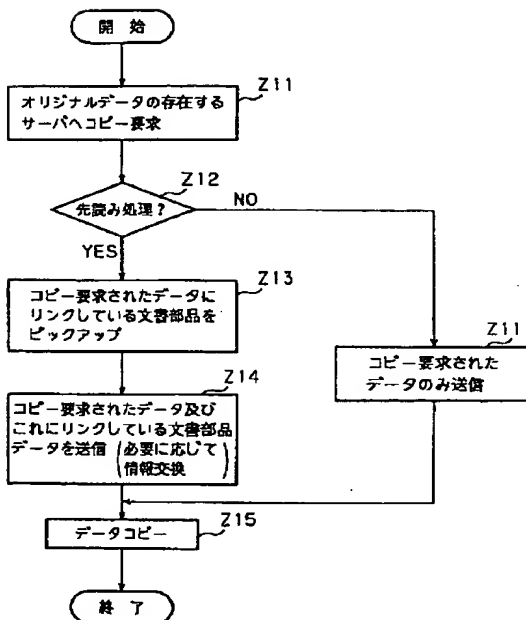 開始
Z11
オリジナルデータの存在する
サーバへコピー要求
Z12
先読み処理?
NO
YES
Z13
コピー要求されたデータに
リンクしている文書部品を
ピックアップ
Z11
コピー要求された
データのみ送信
Z14
コピー要求されたデータ及び
これにリンクしている文書部品
データを送信(必要に応じて
情報交換)
Z15
データコピー
終了